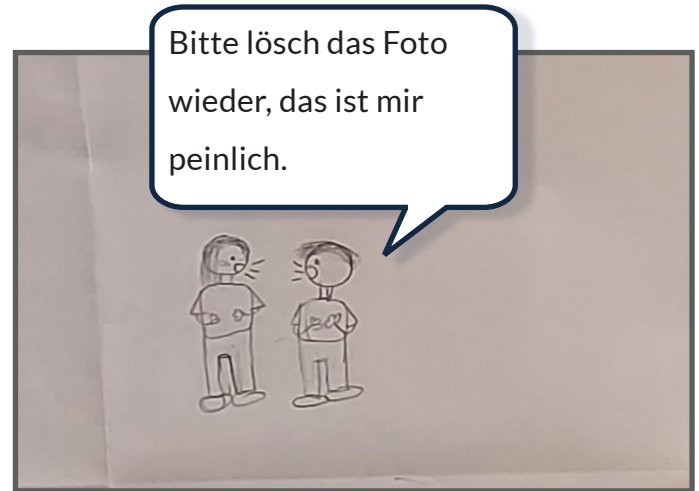 Bitte lösch das Foto
wieder, das ist mir
peinlich.